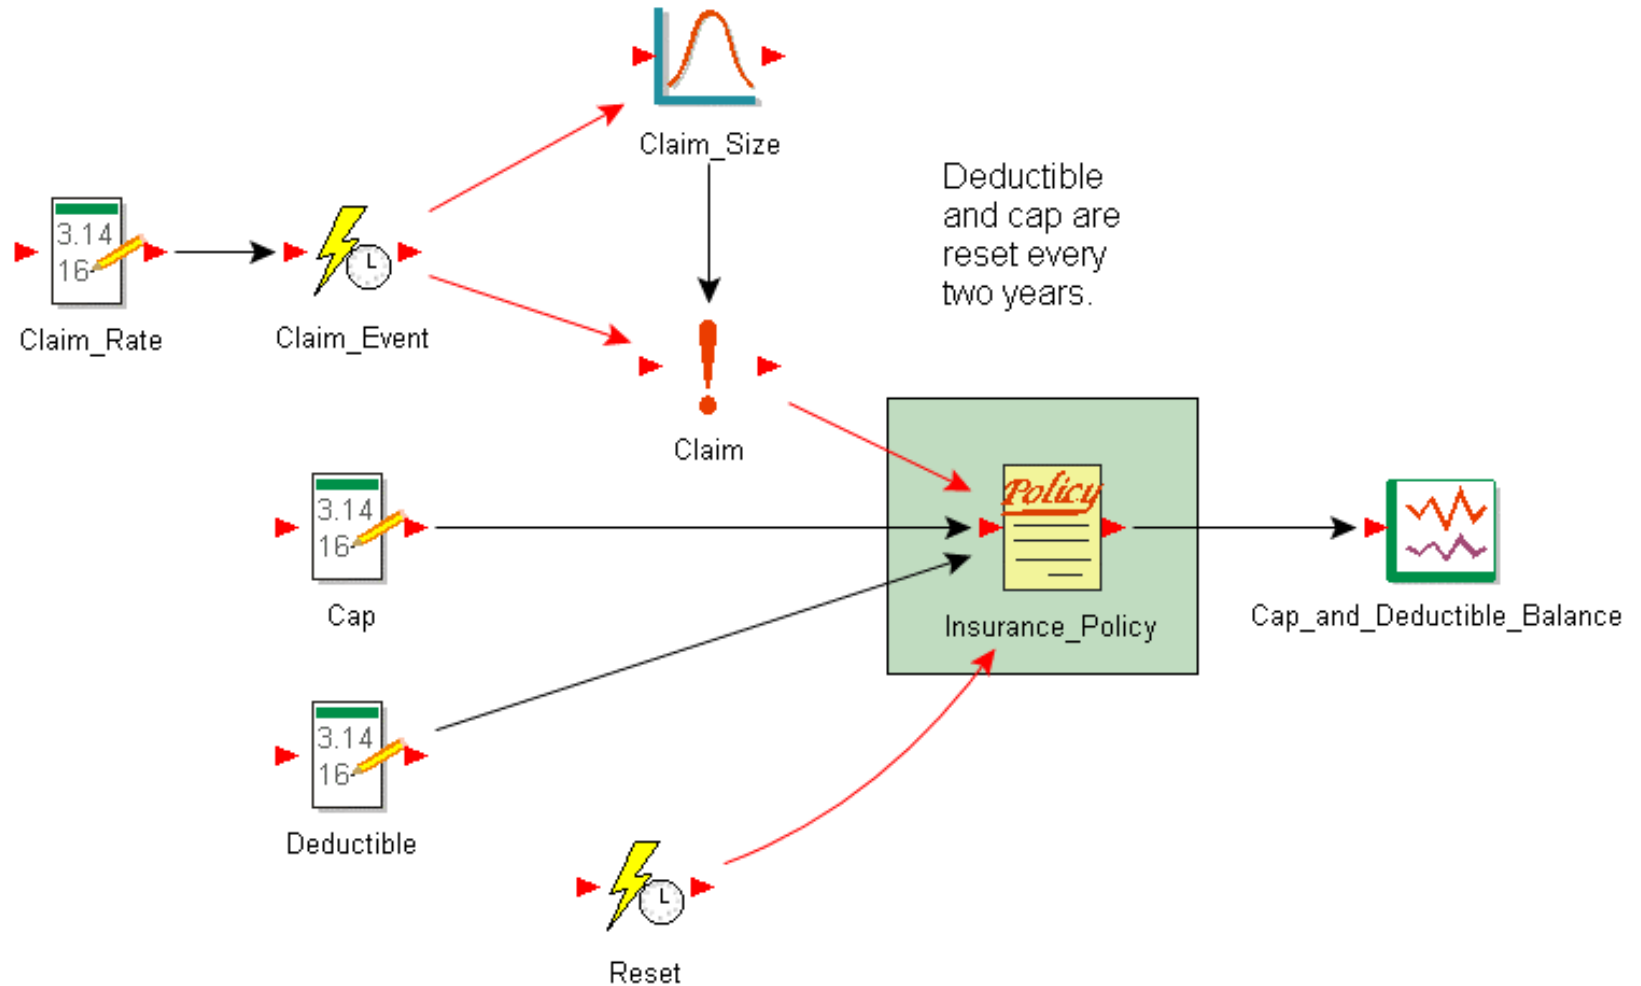 Claim_Size
Deductible
and cap are
reset every
two years.
3.14
16
Claim_Rate
Claim_Event
Claim
3.14
16
Cap
Policy
Insurance_Policy
Cap_and_Deductible_Balance
3.14
16
Deductible
Reset